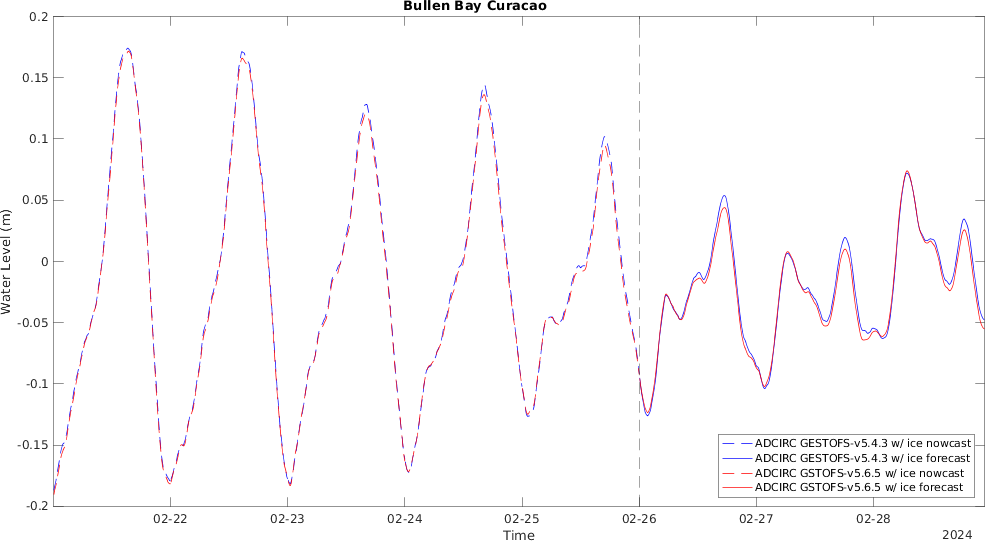 Bullen Bay Curacao
0.2
0.15
0.1
0.05
0
-0.05
-0.1
-0.15
-0.2
Water Level (m)
ADCIRC GESTOFS-v5.4.3 w/ ice nowcast
ADCIRC GESTOFS-v5.4.3 w/ ice forecast
ADCIRC GSTOFS-v5.6.5 w/ ice nowcast
ADCIRC GSTOFS-v5.6.5 w/ ice forecast
02-22 02-23 02-24 02-25 02-26 02-27 02-28
Time
2024